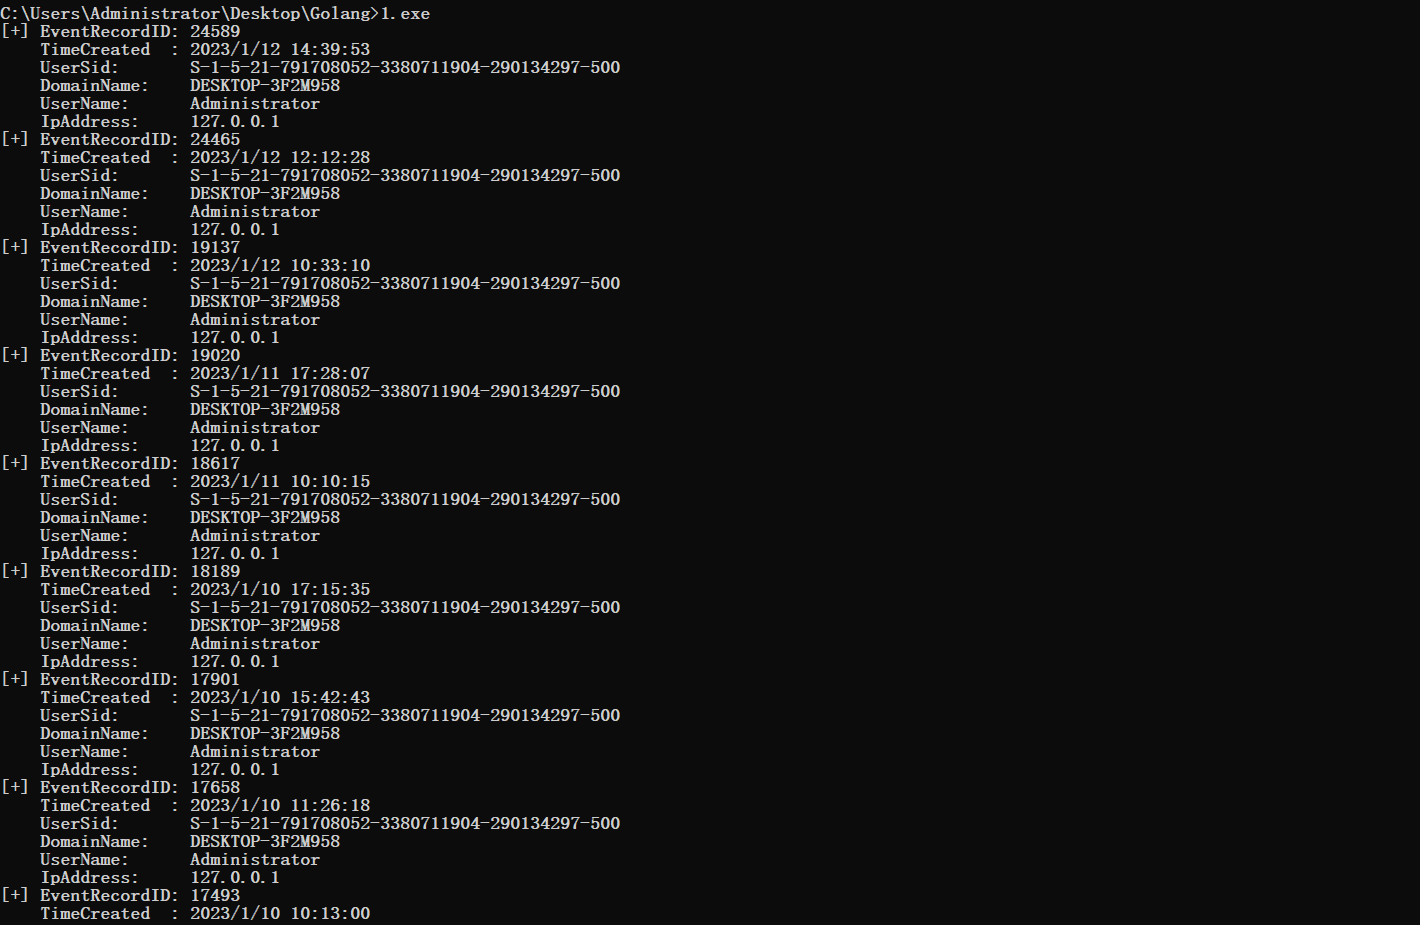 C:\Users\Administrator\Desktop\Golang>1.exe
[+] EventRecordID: 24589
    TimeCreated  : 2023/1/12 14:39:53
    UserSid:       S-1-5-21-791708052-3380711904-290134297-500
    DomainName:    DESKTOP-3F2M958
    UserName:      Administrator
    IpAddress:     127.0.0.1
[+] EventRecordID: 24465
    TimeCreated  : 2023/1/12 12:12:28
    UserSid:       S-1-5-21-791708052-3380711904-290134297-500
    DomainName:    DESKTOP-3F2M958
    UserName:      Administrator
    IpAddress:     127.0.0.1
[+] EventRecordID: 19137
    TimeCreated  : 2023/1/12 10:33:10
    UserSid:       S-1-5-21-791708052-3380711904-290134297-500
    DomainName:    DESKTOP-3F2M958
    UserName:      Administrator
    IpAddress:     127.0.0.1
[+] EventRecordID: 19020
    TimeCreated  : 2023/1/11 17:28:07
    UserSid:       S-1-5-21-791708052-3380711904-290134297-500
    DomainName:    DESKTOP-3F2M958
    UserName:      Administrator
    IpAddress:     127.0.0.1
[+] EventRecordID: 18617
    TimeCreated  : 2023/1/11 10:10:15
    UserSid:       S-1-5-21-791708052-3380711904-290134297-500
    DomainName:    DESKTOP-3F2M958
    UserName:      Administrator
    IpAddress:     127.0.0.1
[+] EventRecordID: 18189
    TimeCreated  : 2023/1/10 17:15:35
    UserSid:       S-1-5-21-791708052-3380711904-290134297-500
    DomainName:    DESKTOP-3F2M958
    UserName:      Administrator
    IpAddress:     127.0.0.1
[+] EventRecordID: 17901
    TimeCreated  : 2023/1/10 15:42:43
    UserSid:       S-1-5-21-791708052-3380711904-290134297-500
    DomainName:    DESKTOP-3F2M958
    UserName:      Administrator
    IpAddress:     127.0.0.1
[+] EventRecordID: 17658
    TimeCreated  : 2023/1/10 11:26:18
    UserSid:       S-1-5-21-791708052-3380711904-290134297-500
    DomainName:    DESKTOP-3F2M958
    UserName:      Administrator
    IpAddress:     127.0.0.1
[+] EventRecordID: 17493
    TimeCreated  : 2023/1/10 10:13:00